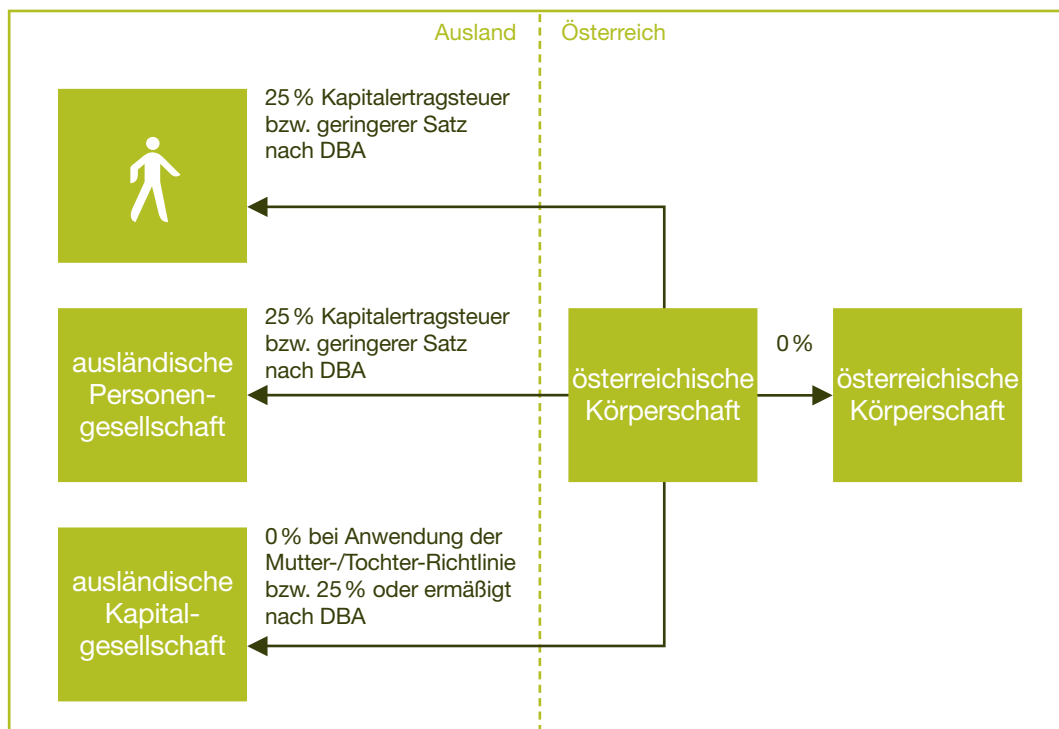 Ausland
Österreich
25 % Kapitalertragsteuer
bzw. geringerer Satz
nach DBA
25 % Kapitalertragsteuer
bzw. geringerer Satz
nach DBA
ausländische
Personen-
gesellschaft
österreichische
Körperschaft
0 %
österreichische
Körperschaft
0 % bei Anwendung der
Mutter-/Tochter-Richtlinie
bzw. 25 % oder ermäßigt
nach DBA
ausländische
Kapital-
gesellschaft